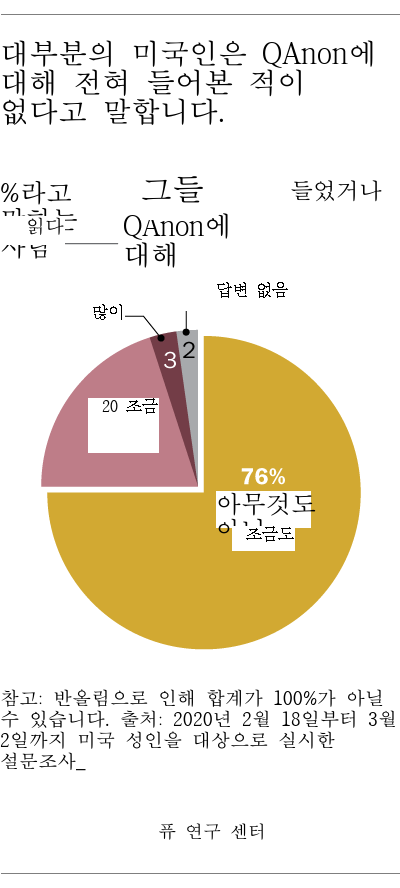 대부분의 미국인은 QAnon에
대해 전혀 들어본 적이
없다고 말합니다.
%라고 그들 들었거나
읽다 QAnon에
사람 대해
답변 없음
많이
3
2
20 조금
76%
아무것도
조금도
참고: 반올림으로 인해 합계가 100%가 아닐
수 있습니다. 출처: 2020년 2월 18일부터 3월
2일까지 미국 성인을 대상으로 실시한
설문조사_
퓨 연구 센터